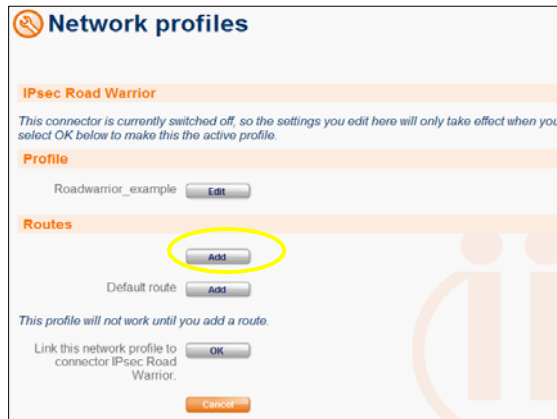 Network profiles
IPsec Road Warrior
This connector is currently switched off, so the settings you edit here will only take effect when you
select OK below to make this the active profile.
Profile
Roadwarrior_example Edit
Routes
Add
Default route Add
This profile will not work until you add a route.
Link this network profile to
connector IPsec Road
Warrior.
OK
Cancel